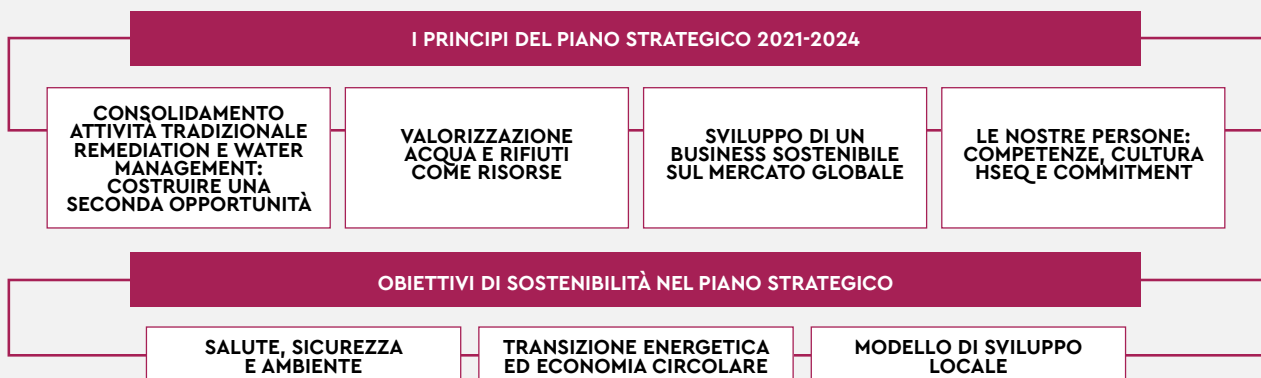 I PRINCIPI DEL PIANO STRATEGICO 2021-2024
CONSOLIDAMENTO
ATTIVITÀ TRADIZIONALE
REMEDIATION E WATER
MANAGEMENT:
COSTRUIRE UNA
SECONDA OPPORTUNITÀ
VALORIZZAZIONE
ACQUA E RIFIUTI
COME RISORSE
SVILUPPO DI UN
BUSINESS SOSTENIBILE
SUL MERCATO GLOBALE
LE NOSTRE PERSONE:
COMPETENZE, CULTURA
HSEQ E COMMITMENT
OBIETTIVI DI SOSTENIBILITÀ NEL PIANO STRATEGICO
SALUTE, SICUREZZA
E AMBIENTE
TRANSIZIONE ENERGETICA
ED ECONOMIA CIRCOLARE
MODELLO DI SVILUPPO
LOCALE